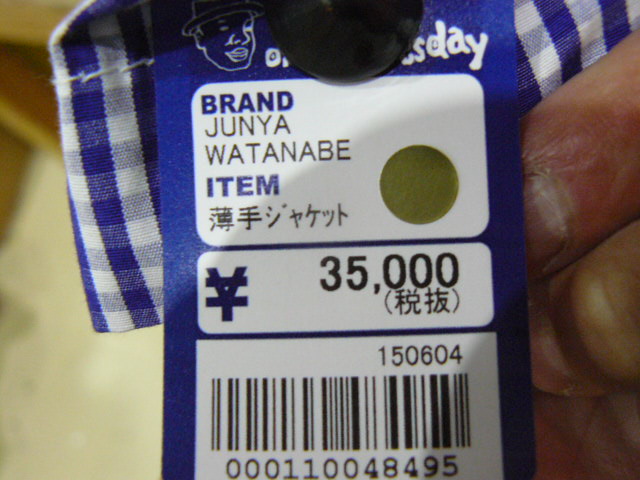 BRAND
JUNYA
WATANABE
ITEM
薄手ジャケット
¥ 35,000
(税抜)
150604
000110048495